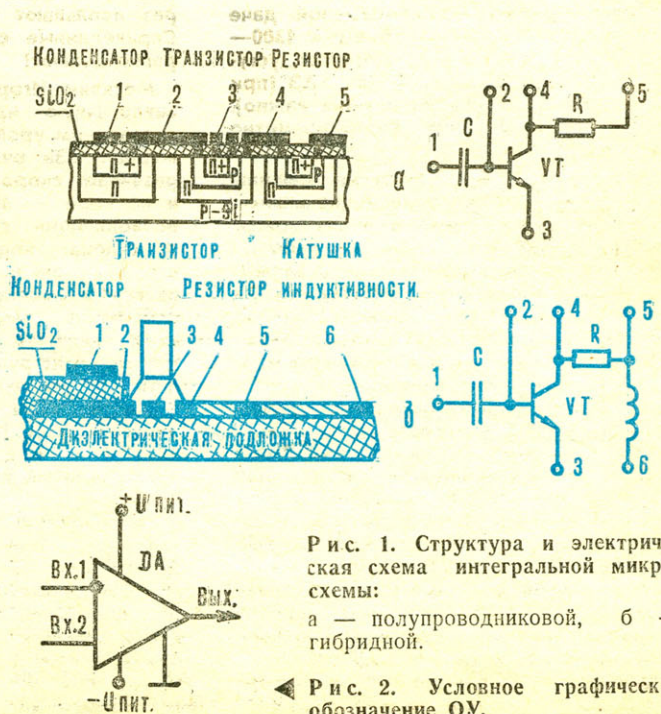 КОНДЕНСАТОР ТРАНЗИСТОР РЕЗИСТОР
SiO2 1 2 3 4 5
n+ n+ P n+ P
n n n
P-Si
а
1 C 2 4 R 5
VT
3
ТРАНЗИСТОР КАТУШКА
КОНДЕНСАТОР РЕЗИСТОР ИНДУКТИВНОСТИ
SiO2 1 2 3 4 5 6
ДИЭЛЕКТРИЧЕСКАЯ ПОДЛОЖКА
б
1 C 2 4 R 5
VT
3 6
+Uпит.
DA
Вх.1
Вых.
Вх.2
-Uпит.
Рис. 1. Структура и электрич
ская схема интегральной микр
схемы:
а — полупроводниковой, б -
гибридной.
Рис. 2. Условное графическ
обозначение ОУ.